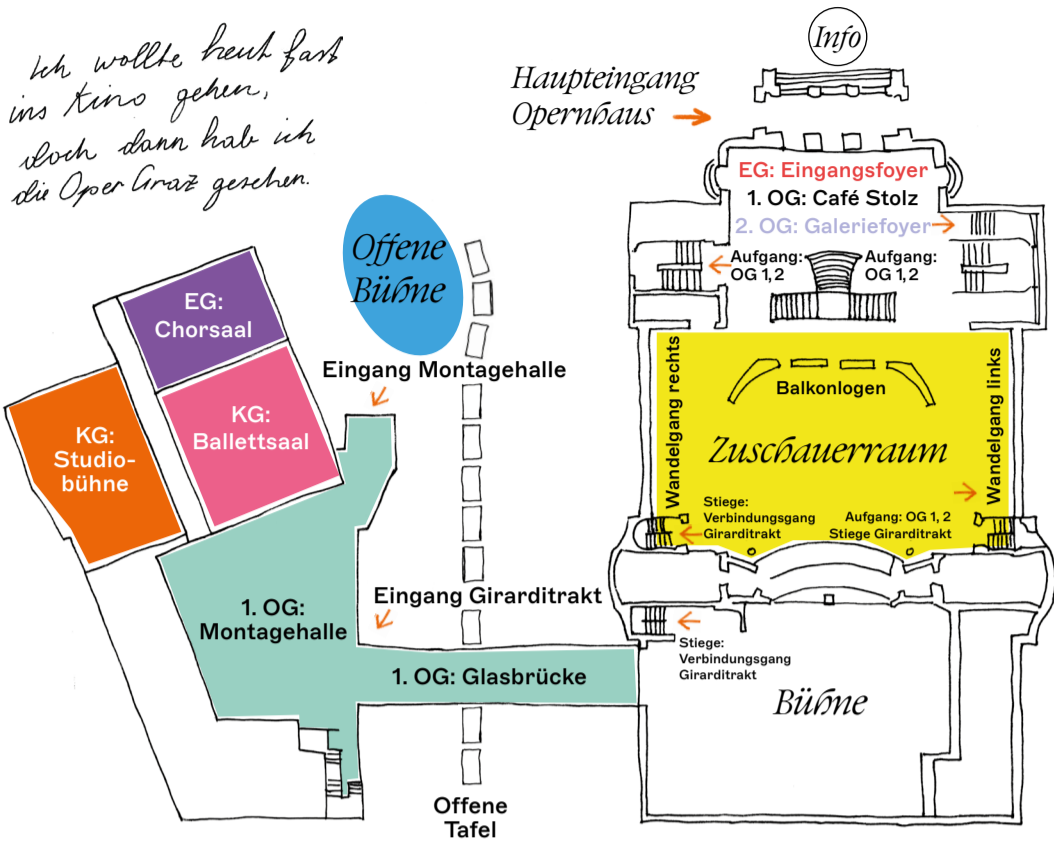 Ich wollte heut fast
ins Kino gehen,
doch dann hab ich
die Oper Graz gesehen.
Info
Haupteingang
Opernhaus
EG: Eingangsfoyer
1. OG: Café Stolz
2. OG: Galeriefoyer
Aufgang:
OG 1, 2
Aufgang:
OG 1, 2
Offene
Bühne
EG:
Chorsaal
KG:
Ballettsaal
KG:
Studio-
bühne
Eingang Montagehalle
Wandelgang rechts
Balkonlogen
Wandelgang links
Zuschauerraum
Stiege:
Verbindungsgang
Girarditrakt
Aufgang: OG 1, 2
Stiege Girarditrakt
Eingang Girarditrakt
1. OG:
Montagehalle
1. OG: Glasbrücke
Stiege:
Verbindungsgang
Girarditrakt
Bühne
Offene
Tafel